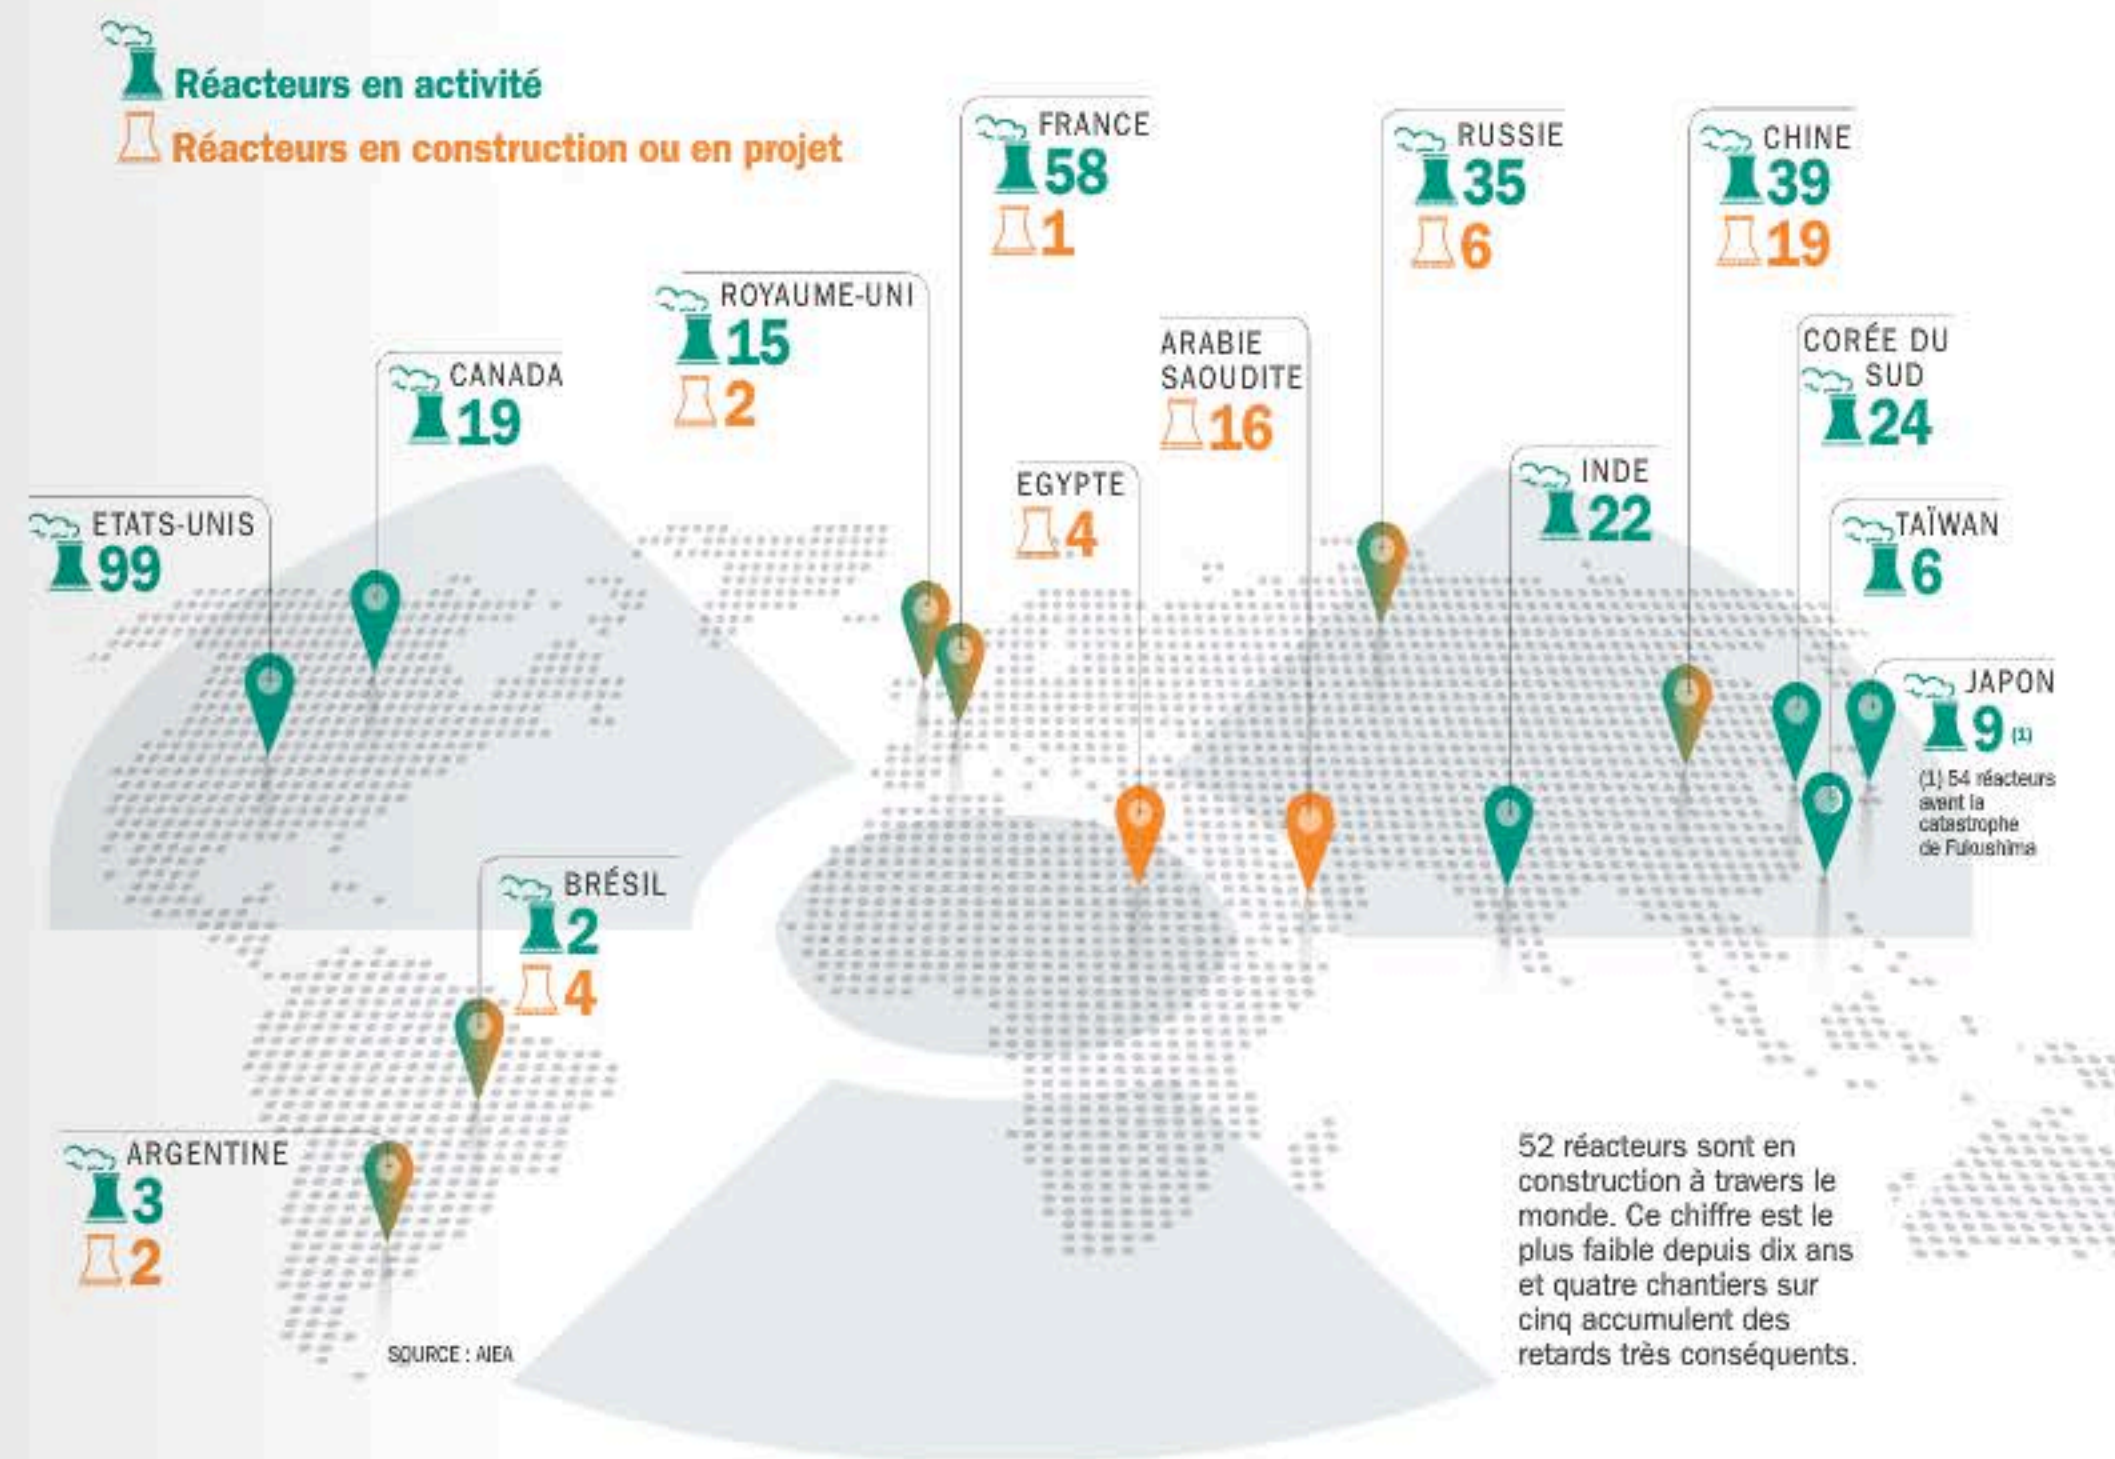 Réacteurs en activité
Réacteurs en construction ou en projet
FRANCE
58
1
RUSSIE
35
6
CHINE
39
19
ROYAUME-UNI
15
2
ARABIE
SAOUDITE
16
CORÉE DU
SUD
24
CANADA
19
EGYPTE
4
INDE
22
ETATS-UNIS
99
TAÏWAN
6
JAPON
9 (1)
(1) 54 réacteurs
avant la
catastrophe
de Fukushima
BRÉSIL
2
4
ARGENTINE
3
2
SOURCE : AIEA
52 réacteurs sont en
construction à travers le
monde. Ce chiffre est le
plus faible depuis dix ans
et quatre chantiers sur
cinq accumulent des
retards très conséquents.